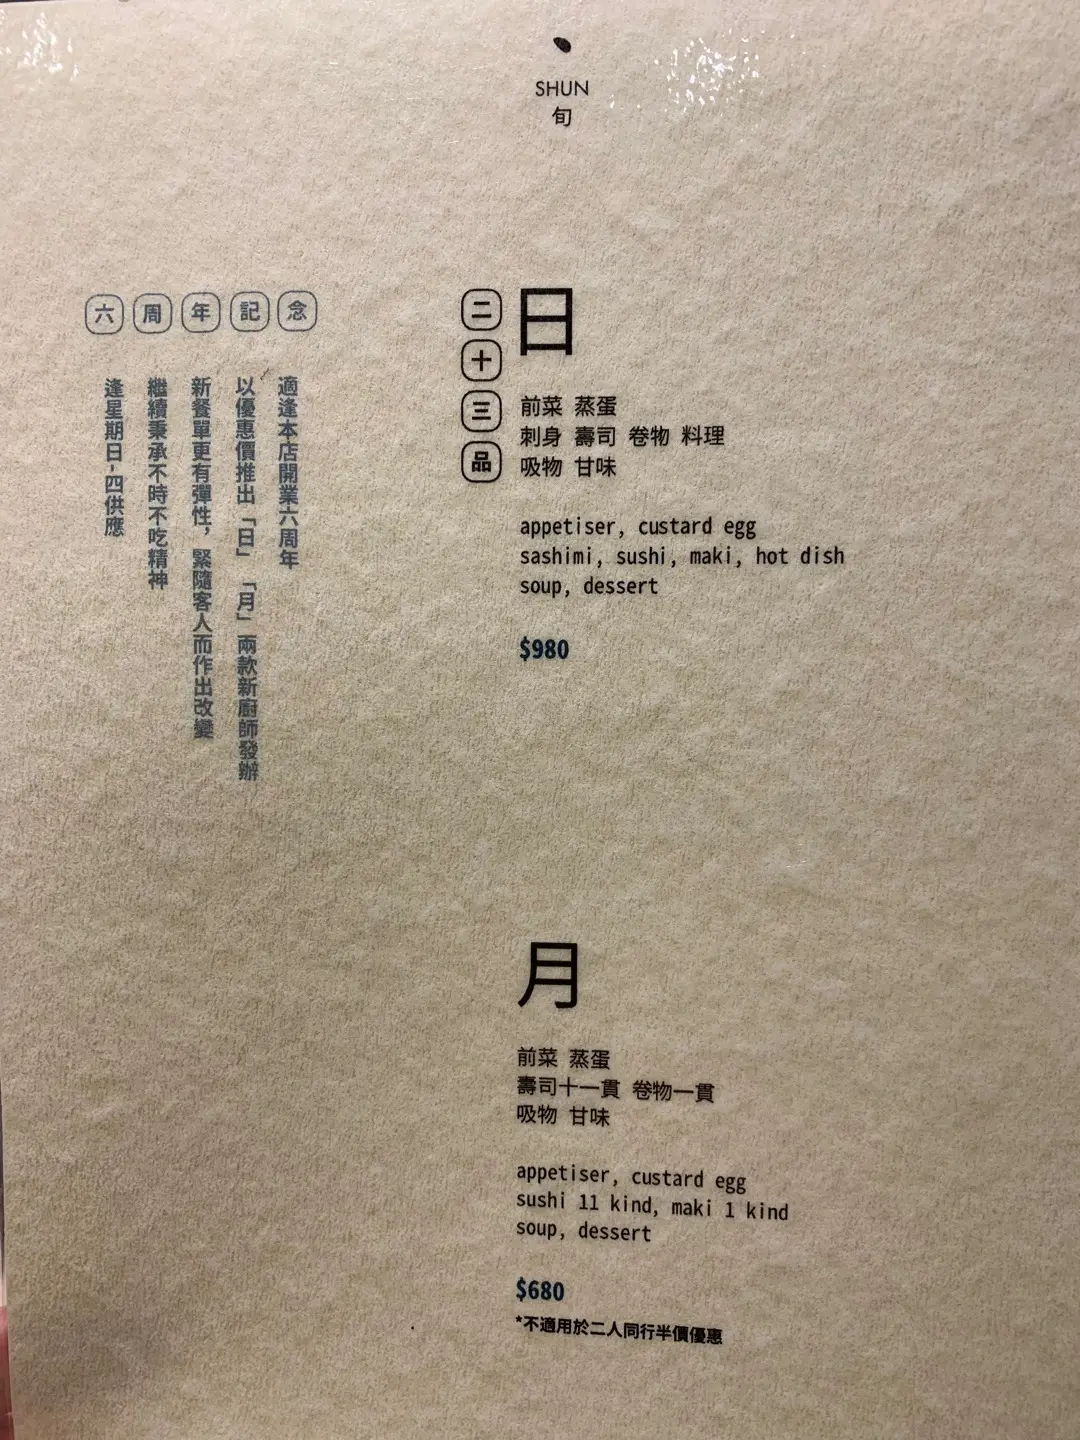 SHUN
旬
六周年記念
適逢本店開業六周年
以優惠價推出「日」「月」兩款新廚師發辦
新餐單更有彈性，緊隨客人而作出改變
繼續秉承不時不吃精神
逢星期日-四供應
日
二十三品
前菜 蒸蛋
刺身 壽司 卷物 料理
吸物 甘味
appetiser, custard egg
sashimi, sushi, maki, hot dish
soup, dessert
$980
月
前菜 蒸蛋
壽司十一貫 卷物一貫
吸物 甘味
appetiser, custard egg
sushi 11 kind, maki 1 kind
soup, dessert
$680
*不適用於二人同行半價優惠